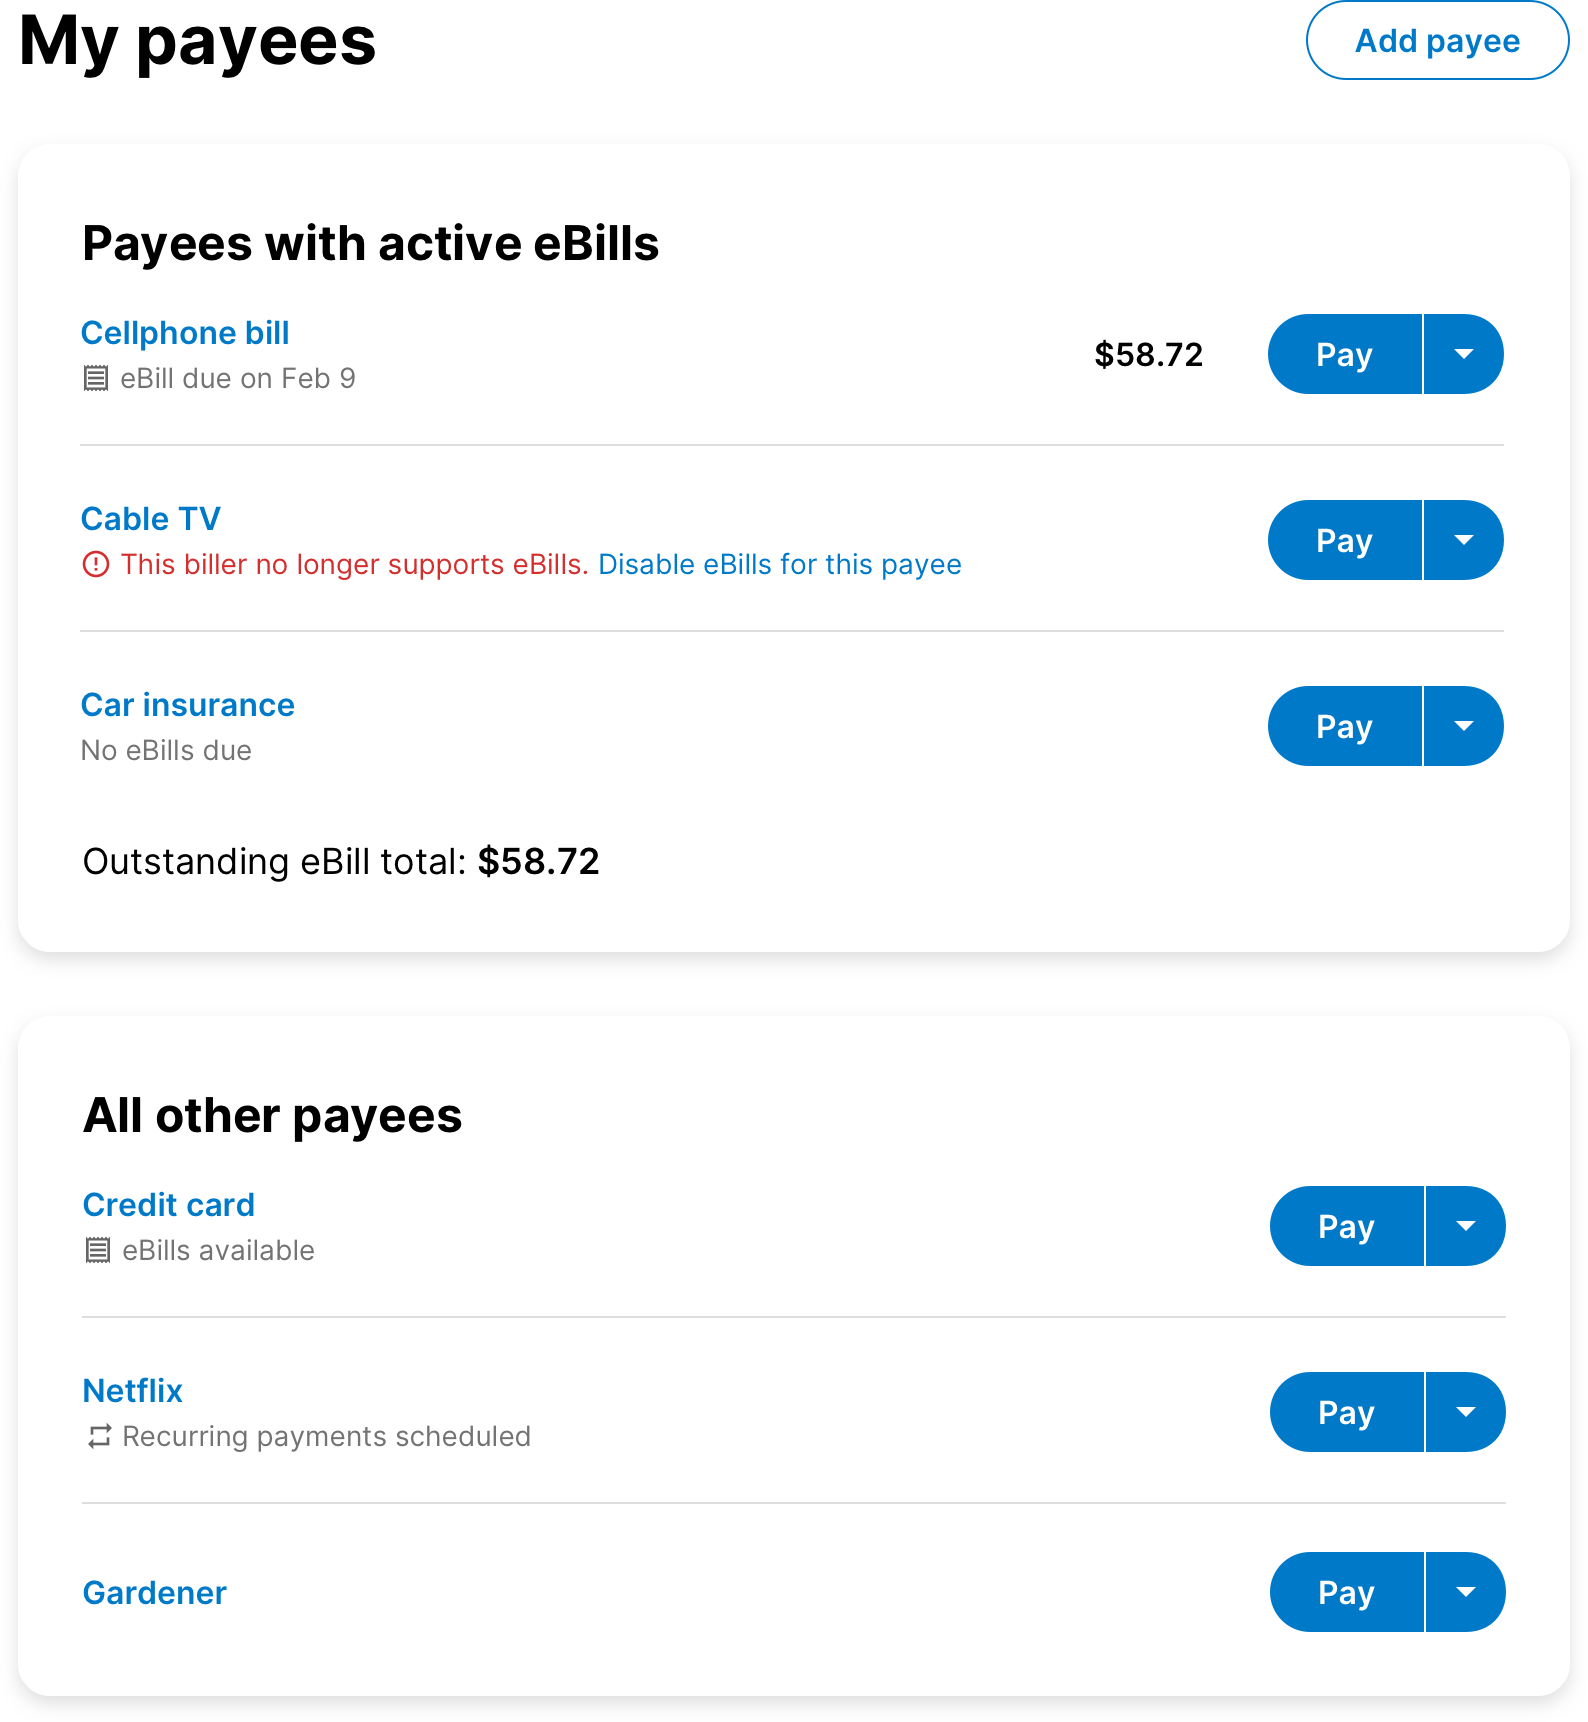 My payees
Add payee
Payees with active eBills
Cellphone bill
eBill due on Feb 9
$58.72
Pay
Cable TV
This biller no longer supports eBills. Disable eBills for this payee
Pay
Car insurance
No eBills due
Pay
Outstanding eBill total: $58.72
All other payees
Credit card
eBills available
Pay
Netflix
Recurring payments scheduled
Pay
Gardener
Pay